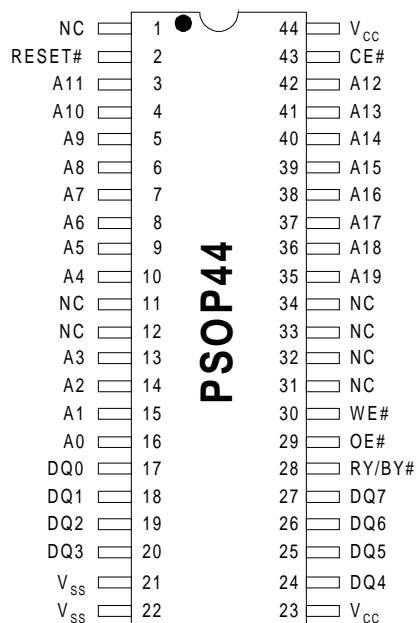 NC 1 44 VCC
RESET# 2 43 CE#
A11 3 42 A12
A10 4 41 A13
A9 5 40 A14
A8 6 39 A15
A7 7 38 A16
A6 8 37 A17
A5 9 36 A18
A4 10 35 A19
NC 11 34 NC
NC 12 33 NC
A3 13 32 NC
A2 14 31 NC
A1 15 30 WE#
A0 16 29 OE#
DQ0 17 28 RY/BY#
DQ1 18 27 DQ7
DQ2 19 26 DQ6
DQ3 20 25 DQ5
VSS 21 24 DQ4
VSS 22 23 VCC
PSOP44